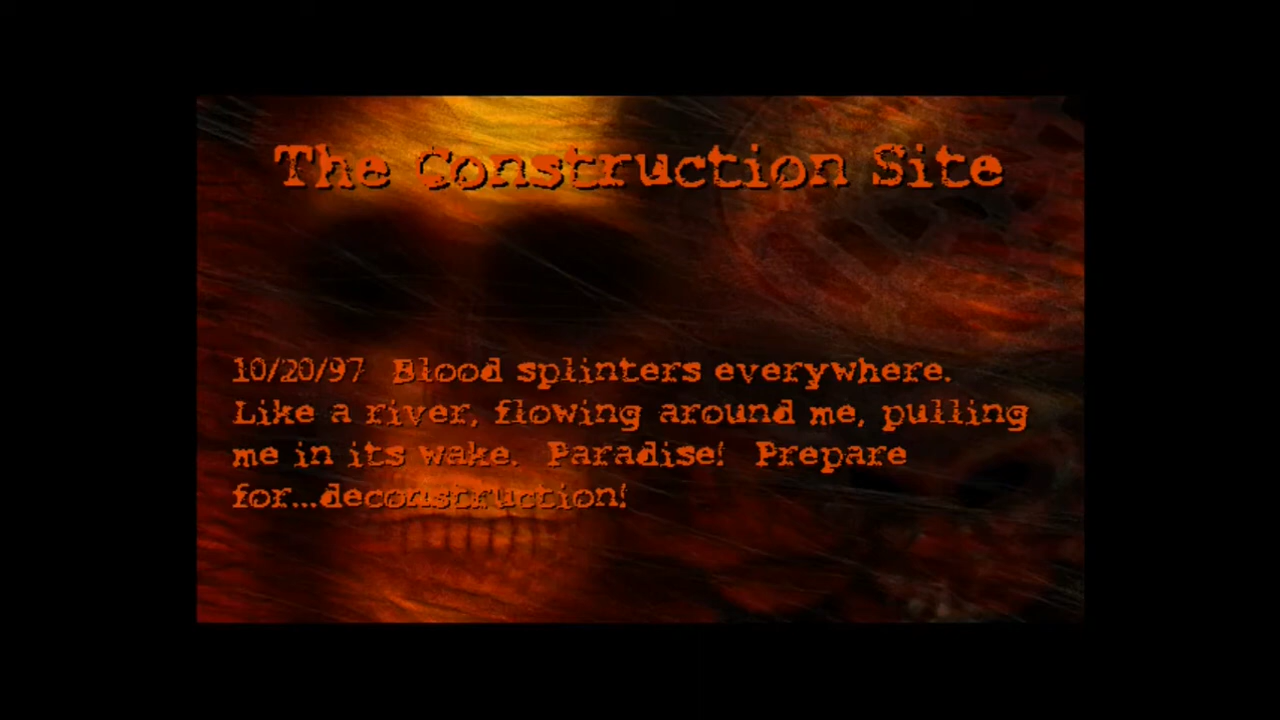 The Construction Site
10/20/97 Blood splinters everywhere.
Like a river, flowing around me, pulling
me in its wake. Paradise! Prepare
for...deconstruction!